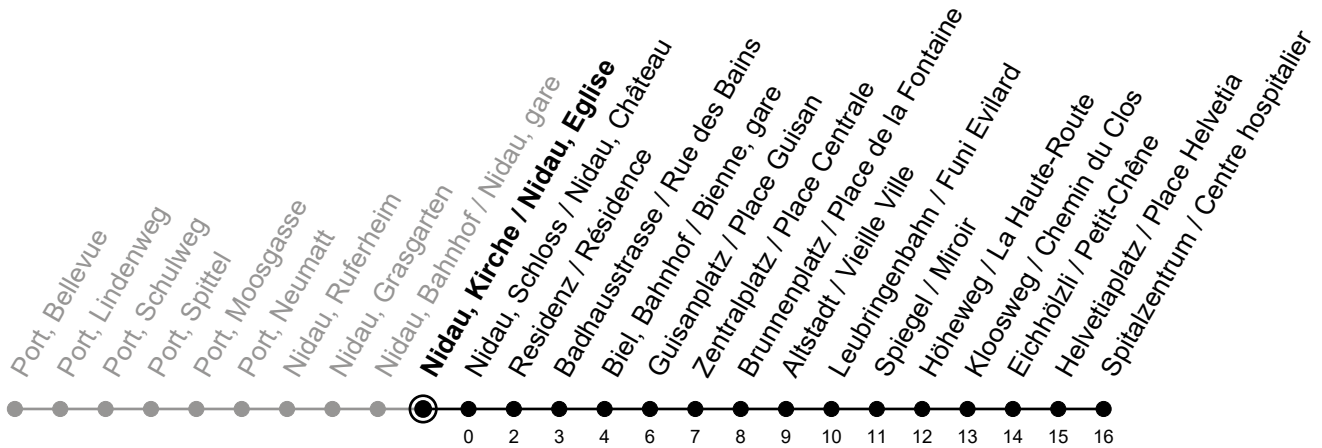 Port, Bellevue
Port, Lindenweg
Port, Schulweg
Port, Spittel
Port, Moosgasse
Port, Neumatt
Nidau, Ruferheim
Nidau, Grasgarten
Nidau, Bahnhof / Nidau, gare
Nidau, Kirche / Nidau, Eglise
Nidau, Schloss / Nidau, Château
Residenz / Résidence
Badhausstrasse / Rue des Bains
Biel, Bahnhof / Bienne, gare
Guisanplatz / Place Guisan
Zentralplatz / Place Centrale
Brunnenplatz / Place de la Fontaine
Altstadt / Vieille Ville
Leubringenbahn / Funi Evilard
Spiegel / Miroir
Höheweg / La Haute-Route
Kloosweg / Chemin du Clos
Eichhölzli / Petit-Chêne
Helvetiaplatz / Place Helvetia
Spitalzentrum / Centre hospitalier
0 2 3 4 6 7 8 9 10 11 12 13 14 15 16